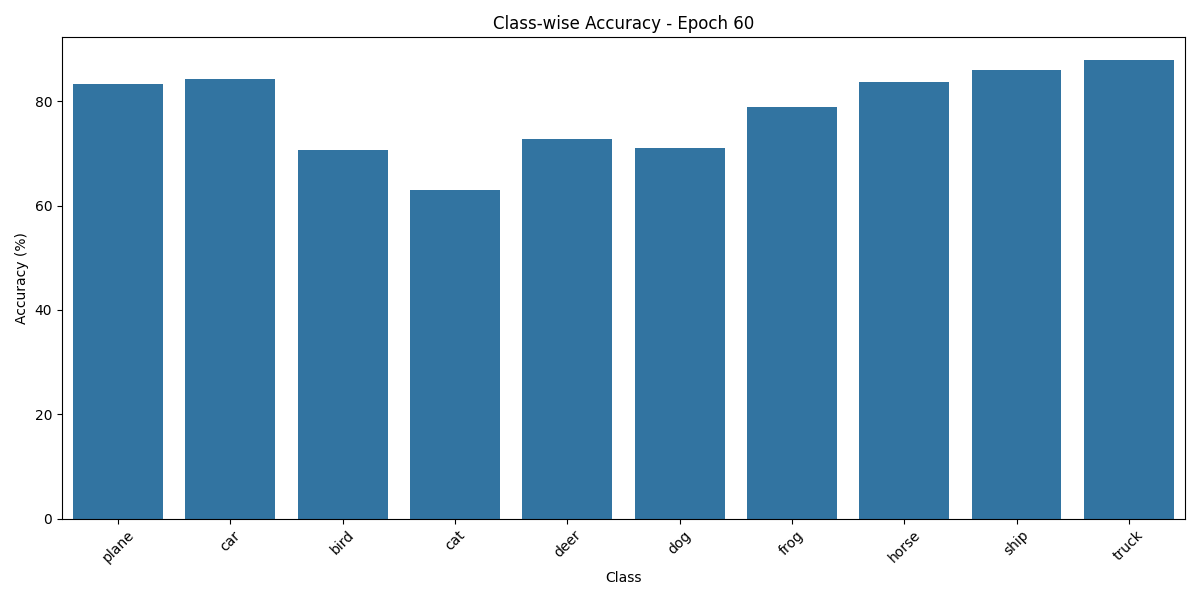 Class-wise Accuracy - Epoch 60
Accuracy (%)
80
60
40
20
0
plane
car
bird
cat
deer
dog
frog
horse
ship
truck
Class